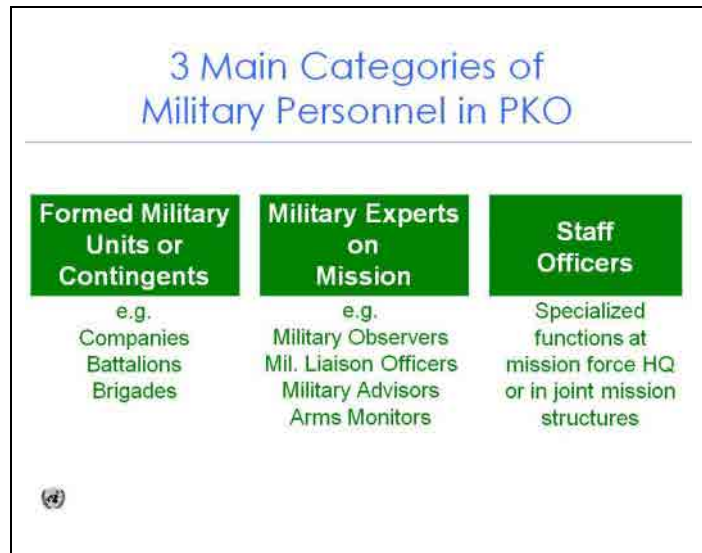 3 Main Categories of
Military Personnel in PKO
Formed Military
Units or
Contingents
e.g.
Companies
Battalions
Brigades
Military Experts
on
Mission
e.g.
Military Observers
Mil. Liaison Officers
Military Advisors
Arms Monitors
Staff
Officers
Specialized
functions at
mission force HQ
or in joint mission
structures